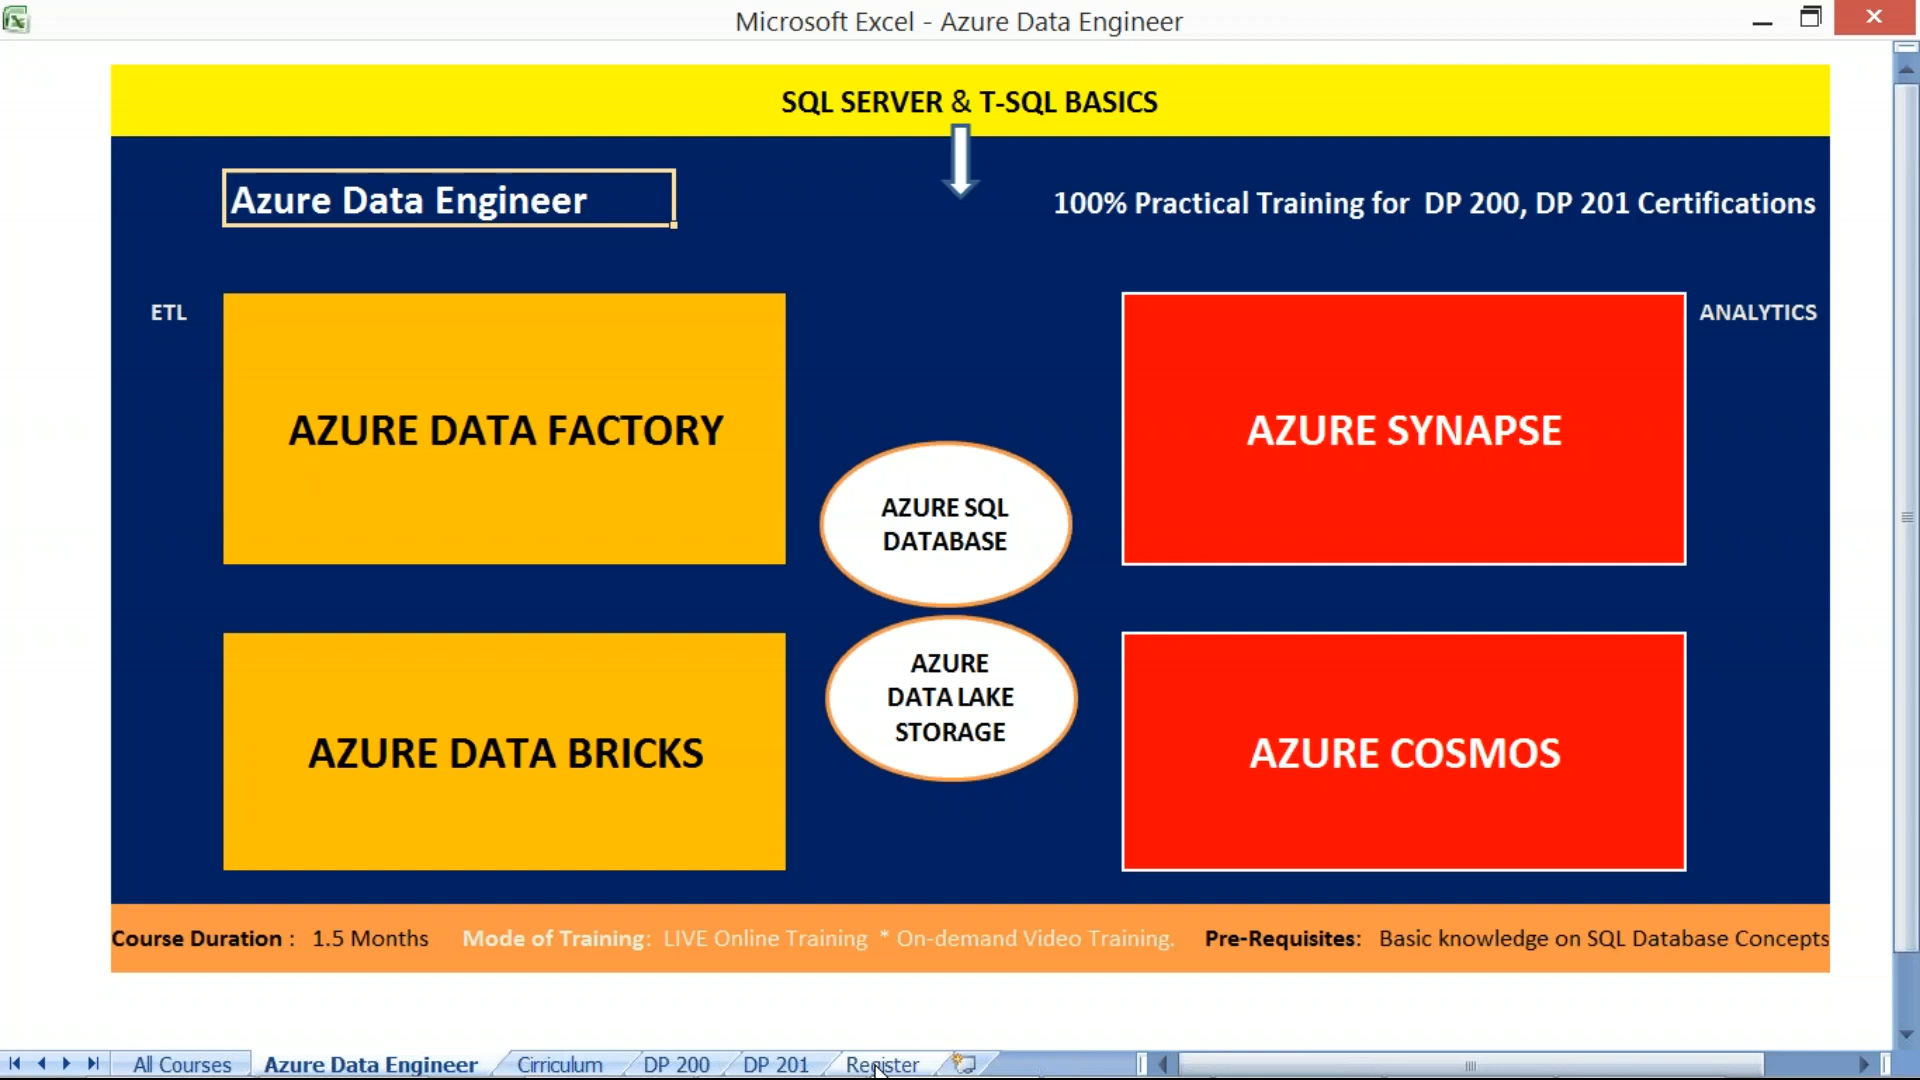 Microsoft Excel - Azure Data Engineer
SQL SERVER & T-SQL BASICS
Azure Data Engineer
100% Practical Training for DP 200, DP 201 Certifications
ETL
ANALYTICS
AZURE DATA FACTORY
AZURE SYNAPSE
AZURE SQL
DATABASE
AZURE
DATA LAKE
STORAGE
AZURE DATA BRICKS
AZURE COSMOS
Course Duration : 1.5 Months Mode of Training: LIVE Online Training * On-demand Video Training. Pre-Requisites: Basic knowledge on SQL Database Concepts
All Courses Azure Data Engineer Cirriculum DP 200 DP 201 Register